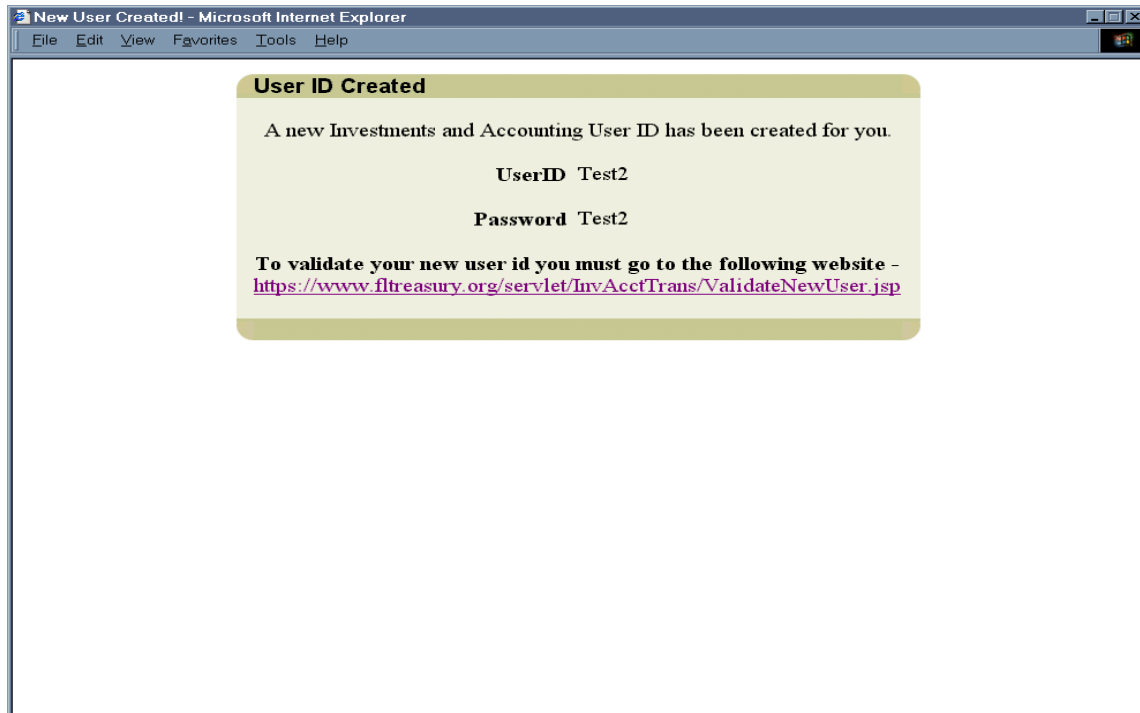 New User Created! - Microsoft Internet Explorer
File Edit View Favorites Tools Help
User ID Created
A new Investments and Accounting User ID has been created for you.
UserID Test2
Password Test2
To validate your new user id you must go to the following website -
https://www.fltreasury.org/servlet/InvAcctTrans/ValidateNewUser.jsp